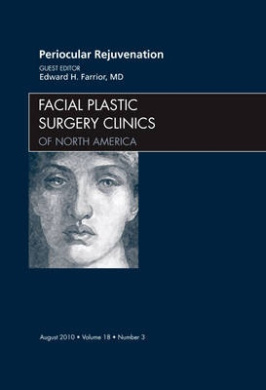 Periocular Rejuvenation
GUEST EDITOR
Edward H. Farrior, MD
FACIAL PLASTIC
SURGERY CLINICS
OF NORTH AMERICA
August 2010 • Volume 18 • Number 3